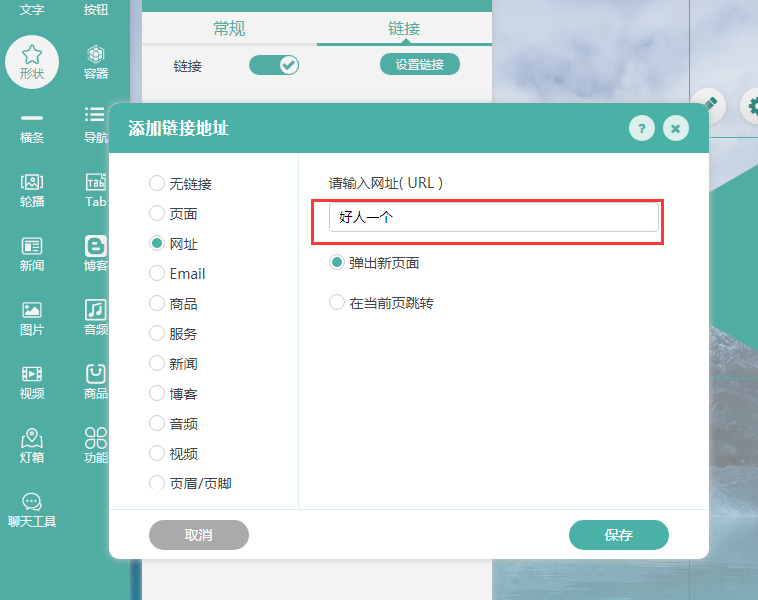 文字 按钮
常规 链接
形状 容器
链接 设置链接
横条 导航
添加链接地址 ?
轮播 Tab
新闻 博客
图片 音频
视频 商品
灯箱 功能
聊天工具
无链接
页面
网址
Email
商品
服务
新闻
博客
音频
视频
页眉/页脚
请输入网址( URL )
好人一个
弹出新页面
在当前页跳转
取消 保存